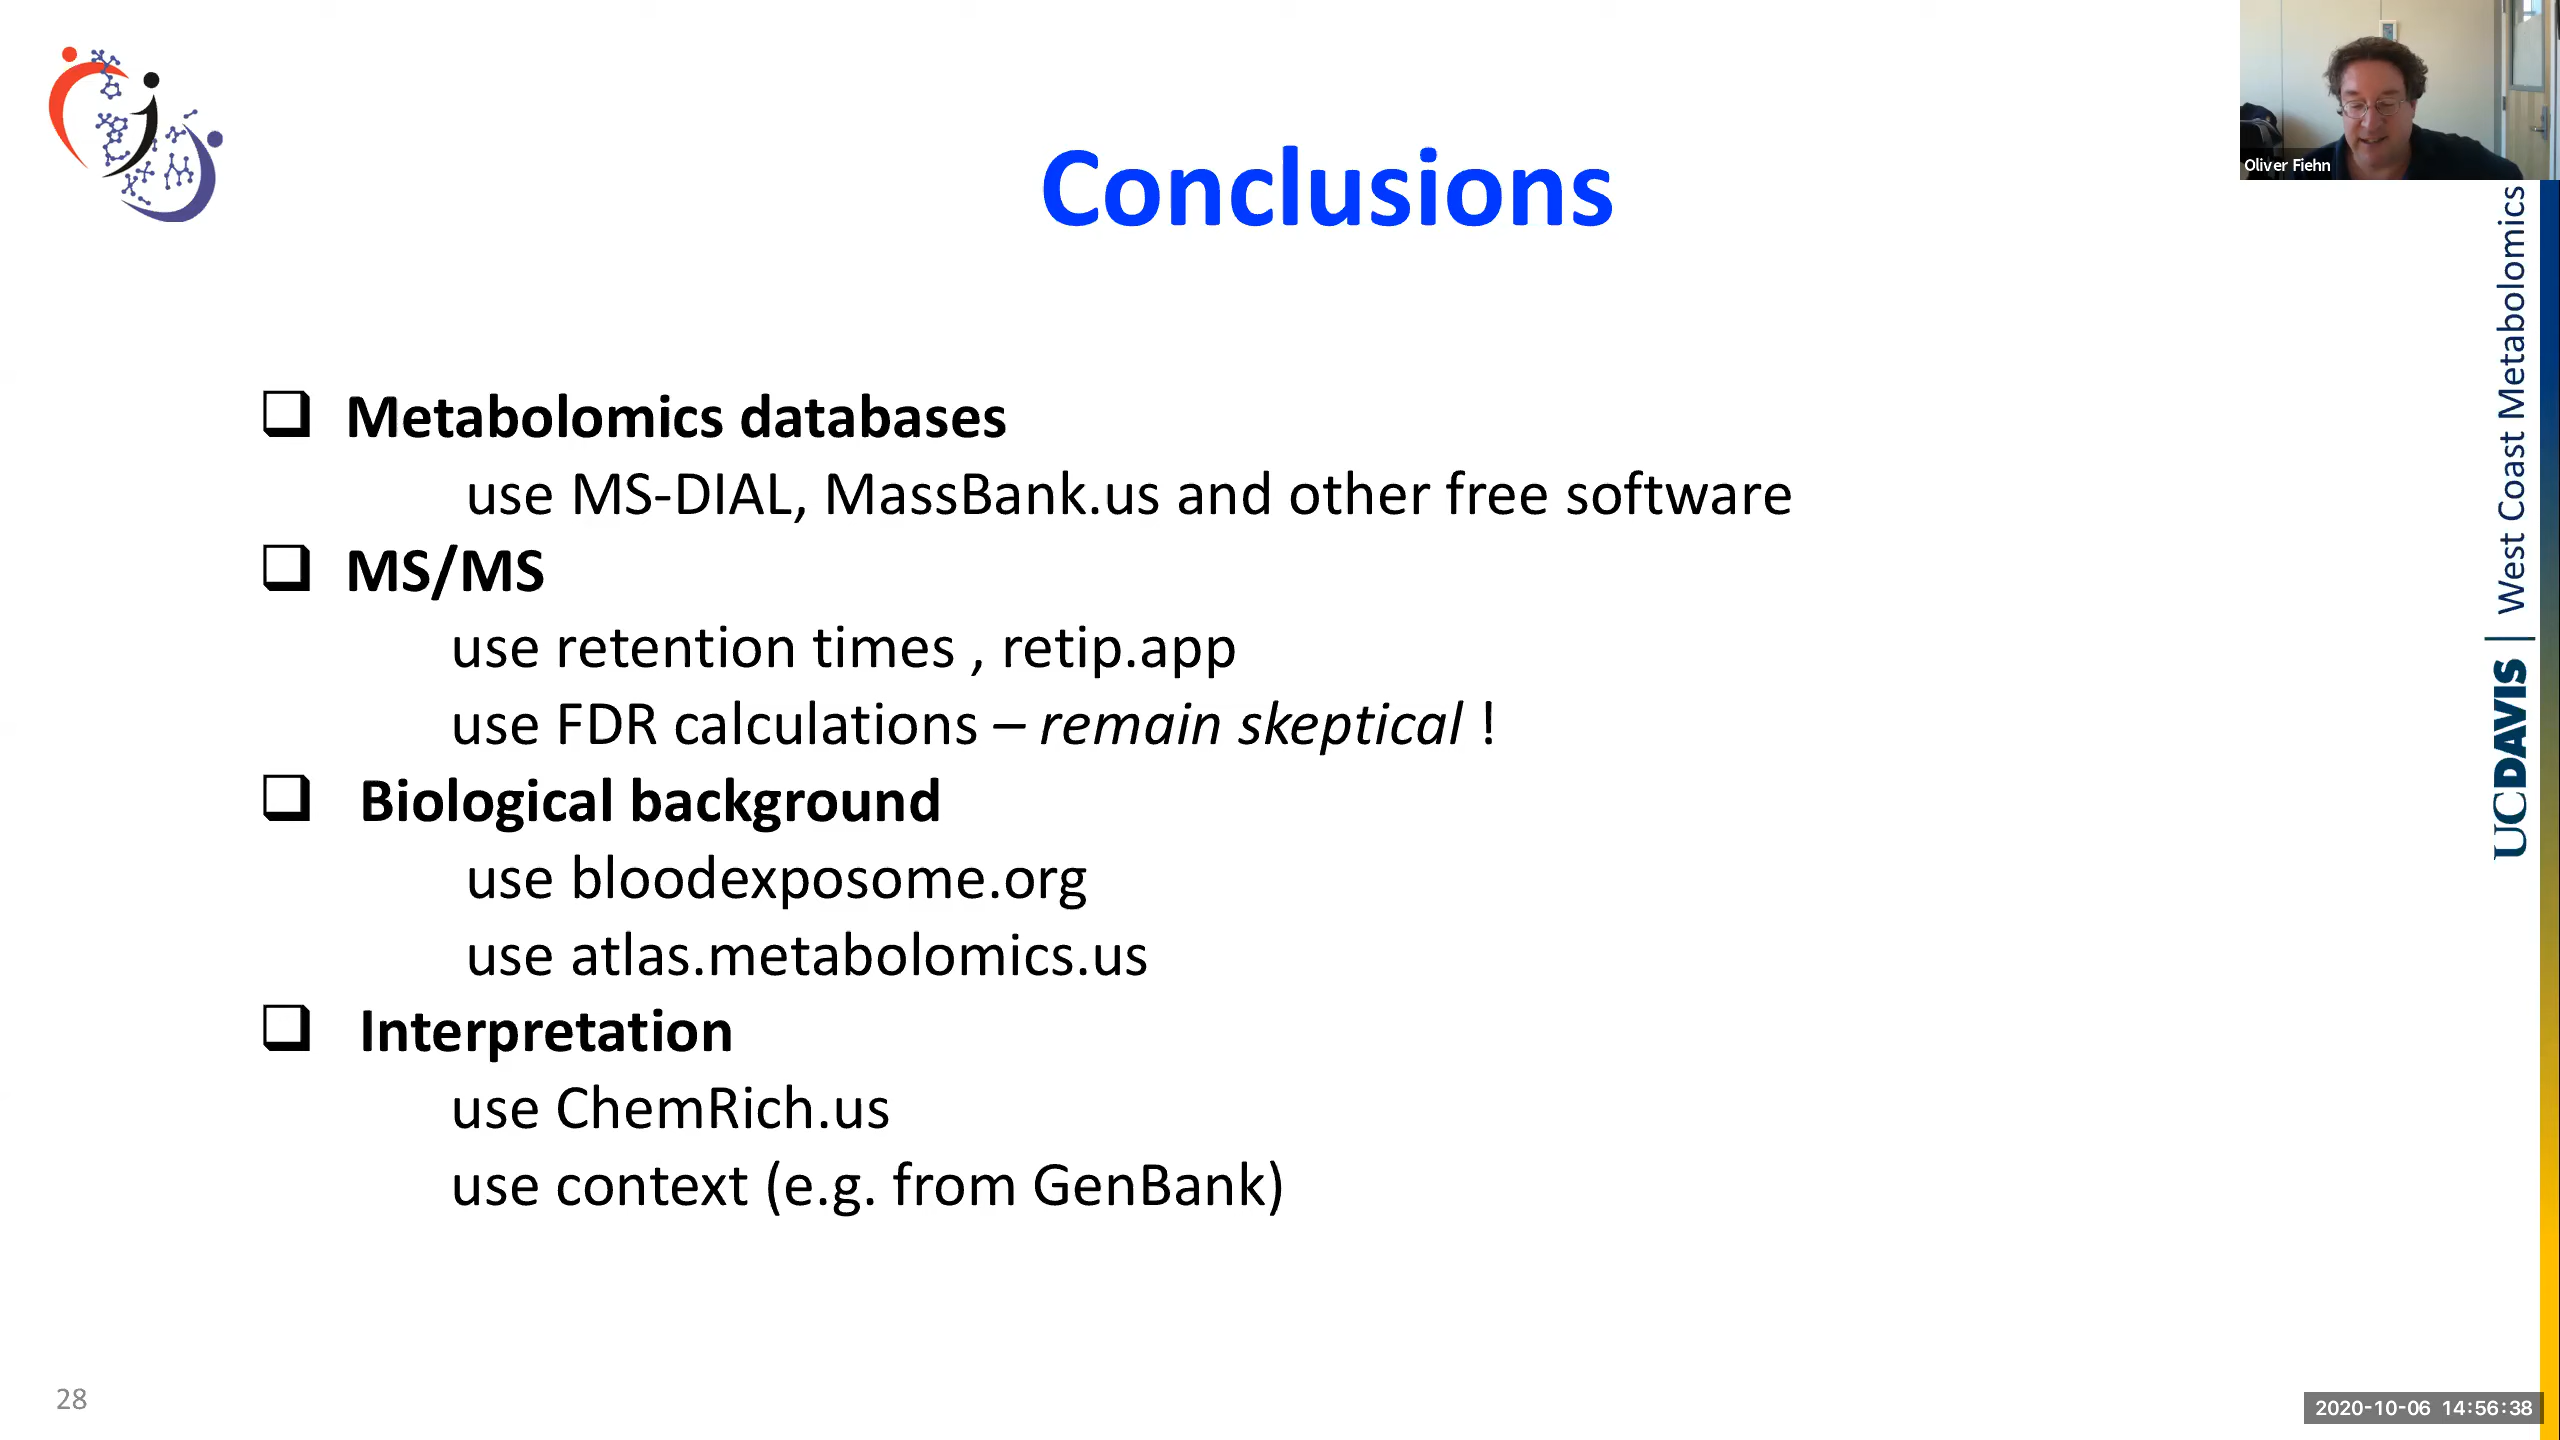 Conclusions
Metabolomics databases
use MS-DIAL, MassBank.us and other free software
MS/MS
use retention times , retip.app
use FDR calculations – remain skeptical !
Biological background
use bloodexposome.org
use atlas.metabolomics.us
Interpretation
use ChemRich.us
use context (e.g. from GenBank)
28
Oliver Fiehn
UCDAVIS | West Coast Metabolomics
2020-10-06 14:56:38